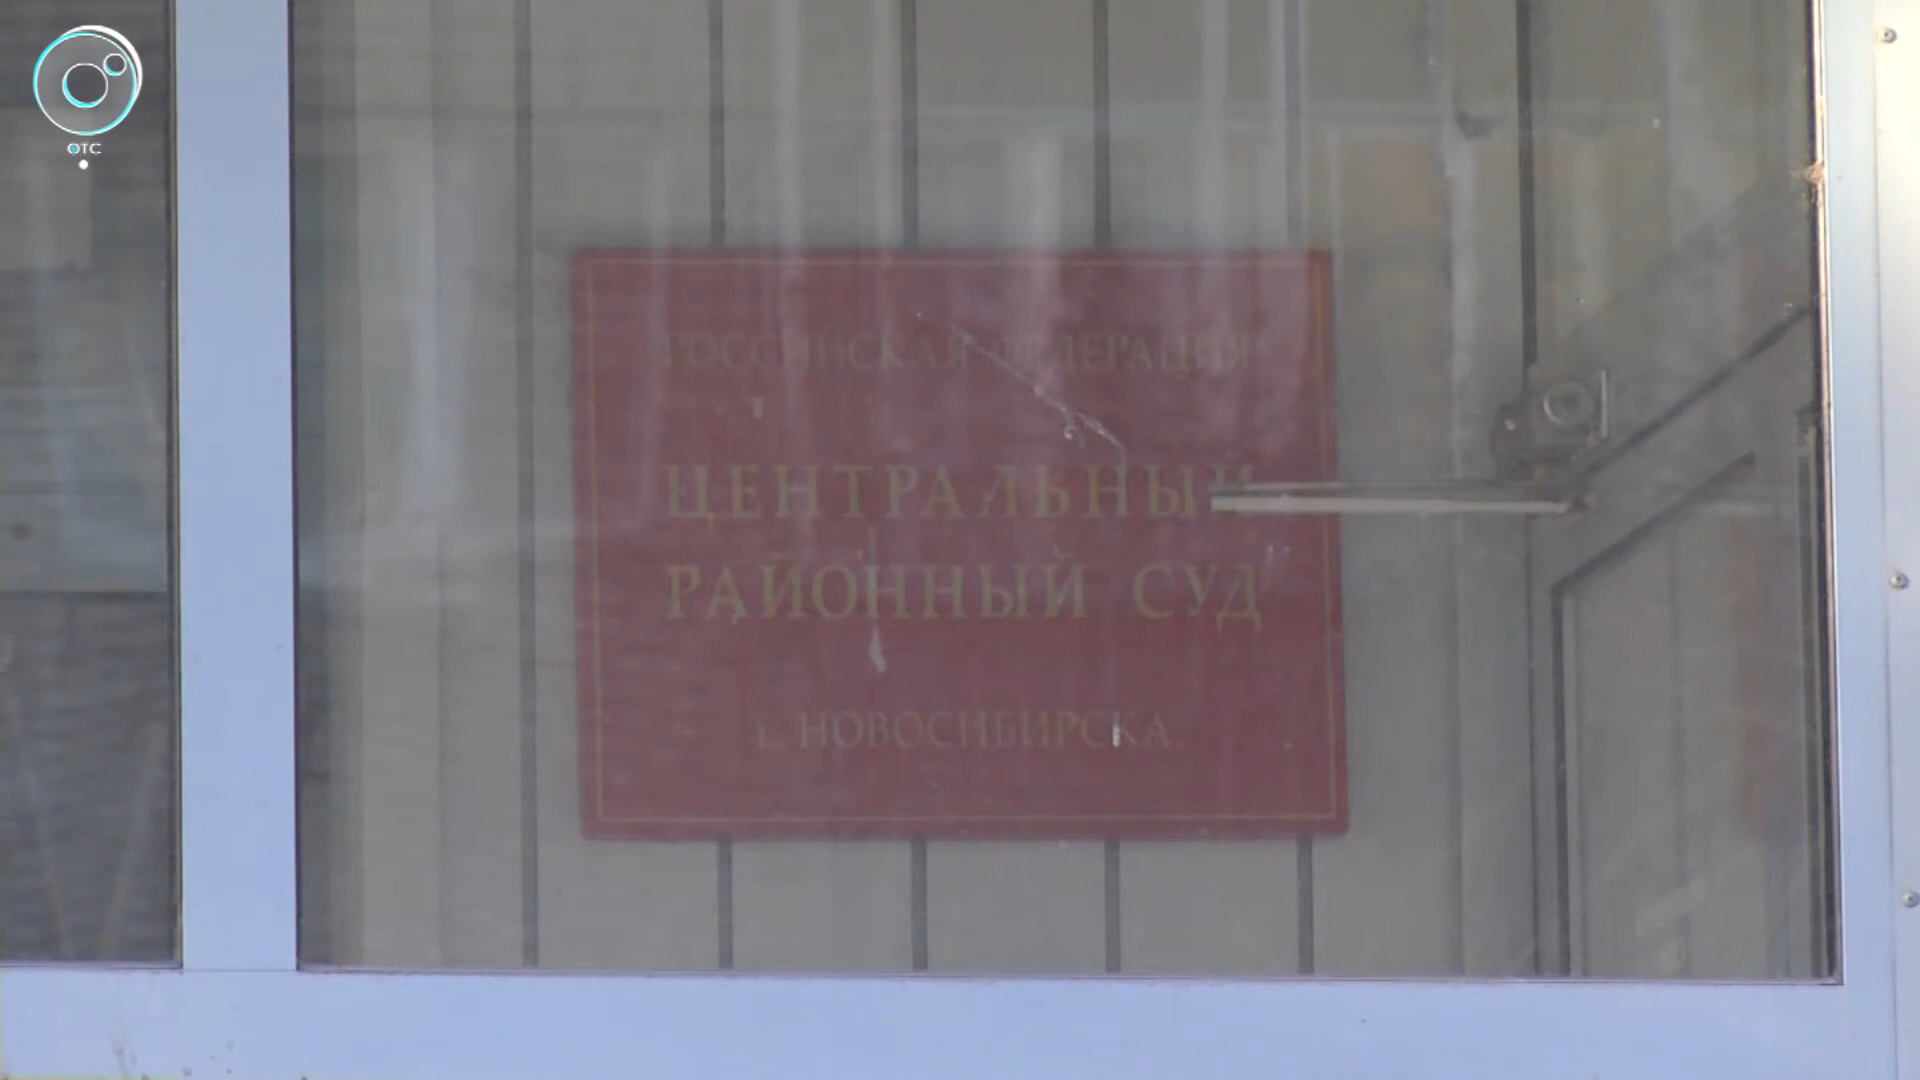 ОТС
РОССИЙСКАЯ ФЕДЕРАЦИЯ
ЦЕНТРАЛЬНЫЙ
РАЙОННЫЙ СУД
г. НОВОСИБИРСКА